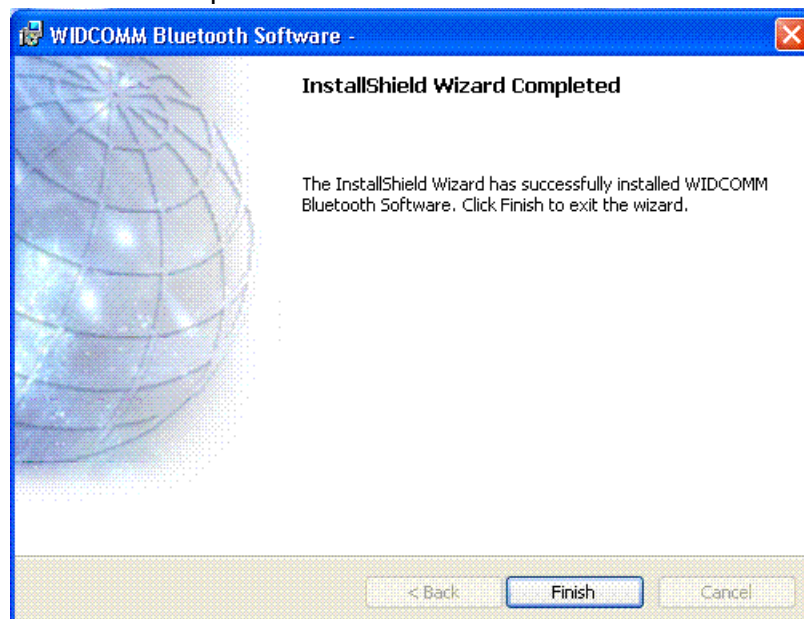 WIDCOMM Bluetooth Software -
InstallShield Wizard Completed
The InstallShield Wizard has successfully installed WIDCOMM
Bluetooth Software. Click Finish to exit the wizard.
< Back
Finish
Cancel